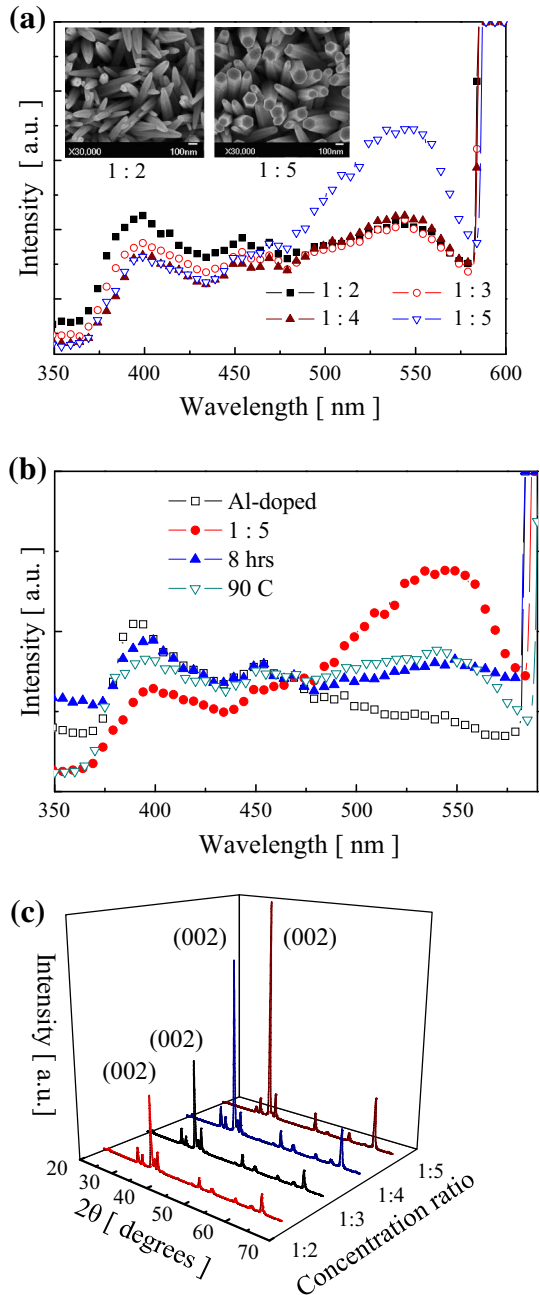 (a)
Intensity [ a.u.]
X30,000 100nm
X30,000 100nm
1 : 2
1 : 5
1 : 2
1 : 3
1 : 4
1 : 5
350 400 450 500 550 600
Wavelength [ nm ]
(b)
Intensity [ a.u.]
Al-doped
1 : 5
8 hrs
90 C
350 400 450 500 550
Wavelength [ nm ]
(c)
Intensity [ a.u.]
(002)
(002)
(002)
(002)
20 30 40 50 60 70
2θ [ degrees ]
1:2 1:3 1:4 1:5
Concentration ratio